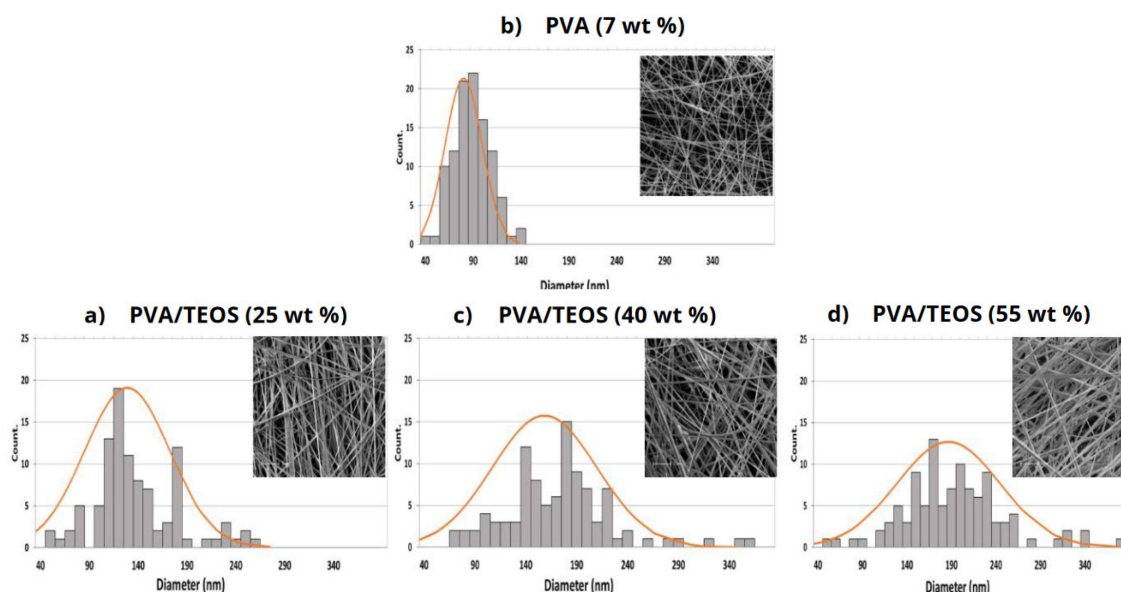 b) PVA (7 wt %)
25
20
15
10
5
0
Count.
40 90 140 190 240 290 340
Diameter (nm)
a) PVA/TEOS (25 wt %)
25
20
15
10
5
0
Count.
40 90 140 190 240 290 340
Diameter (nm)
c) PVA/TEOS (40 wt %)
25
20
15
10
5
0
Count.
40 90 140 190 240 290 340
Diameter (nm)
d) PVA/TEOS (55 wt %)
25
20
15
10
5
0
Count.
40 90 140 190 240 290 340
Diameter (nm)